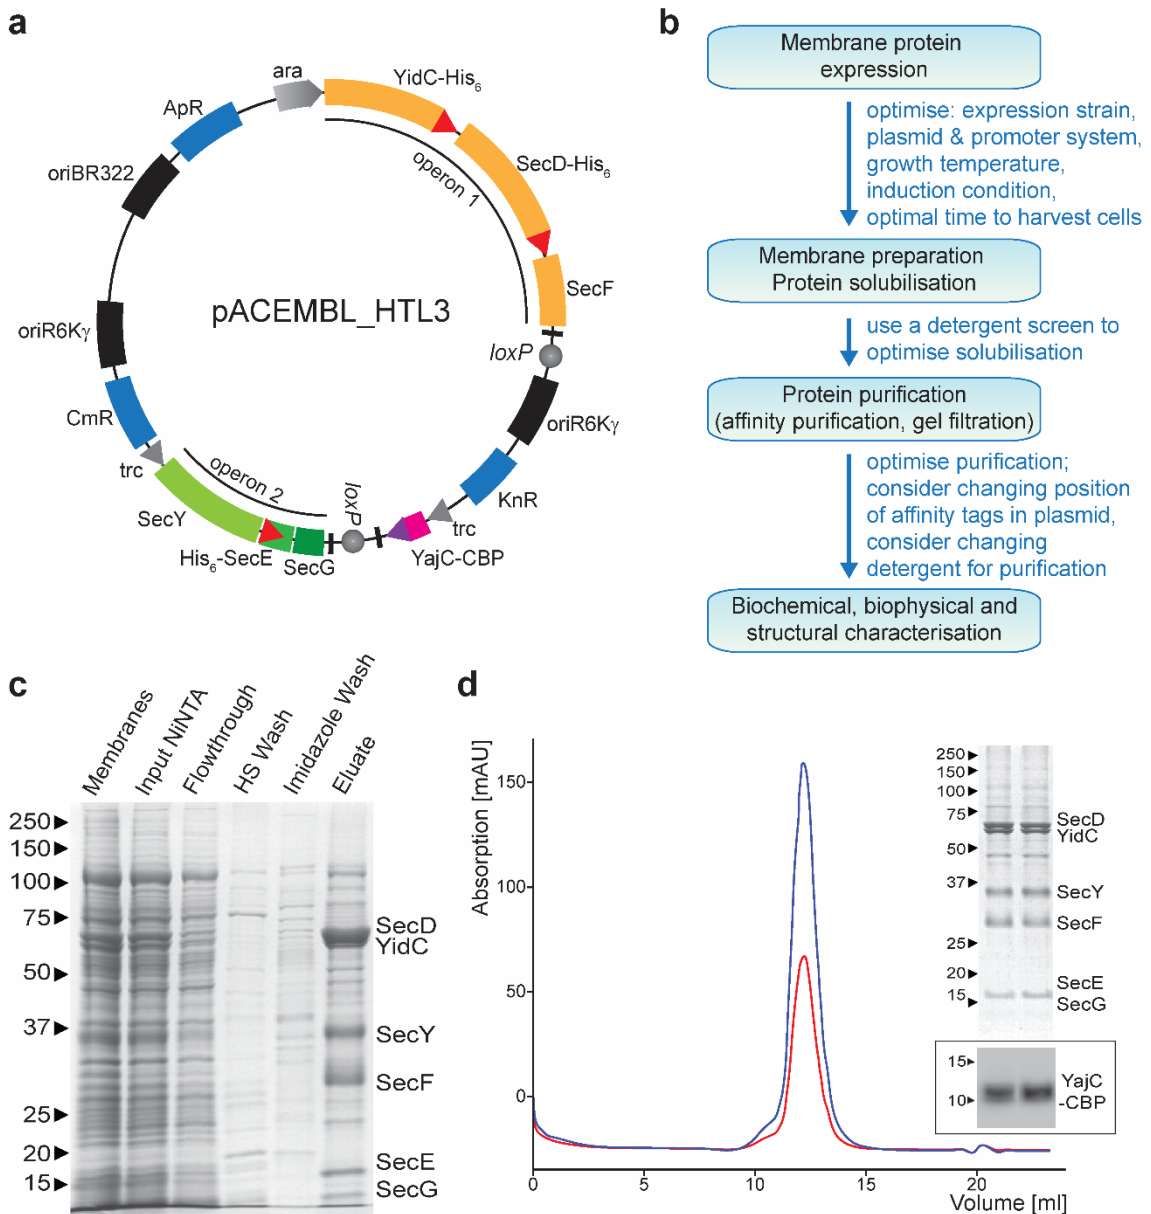 a
ara
YidC-His6
ApR
SecD-His6
oriBR322
operon 1
SecF
pACEMBL_HTL3
oriR6Kγ
loxP
CmR
oriR6Kγ
trc
operon 2
loxP
KnR
SecY
trc
His6-SecE
SecG
YajC-CBP
b
Membrane protein
expression
optimise: expression strain,
plasmid & promoter system,
growth temperature,
induction condition,
optimal time to harvest cells
Membrane preparation
Protein solubilisation
use a detergent screen to
optimise solubilisation
Protein purification
(affinity purification, gel filtration)
optimise purification;
consider changing position
of affinity tags in plasmid,
consider changing
detergent for purification
Biochemical, biophysical and
structural characterisation
c
Membranes
Input NiNTA
Flowthrough
HS Wash
Imidazole Wash
Eluate
250
150
100
75
50
37
25
20
15
SecD
YidC
SecY
SecF
SecE
SecG
d
Absorption [mAU]
150
100
50
0
0
5
10
15
20
Volume [ml]
250
150
100
75
50
37
25
20
15
SecD
YidC
SecY
SecF
SecE
SecG
15
10
YajC
-CBP